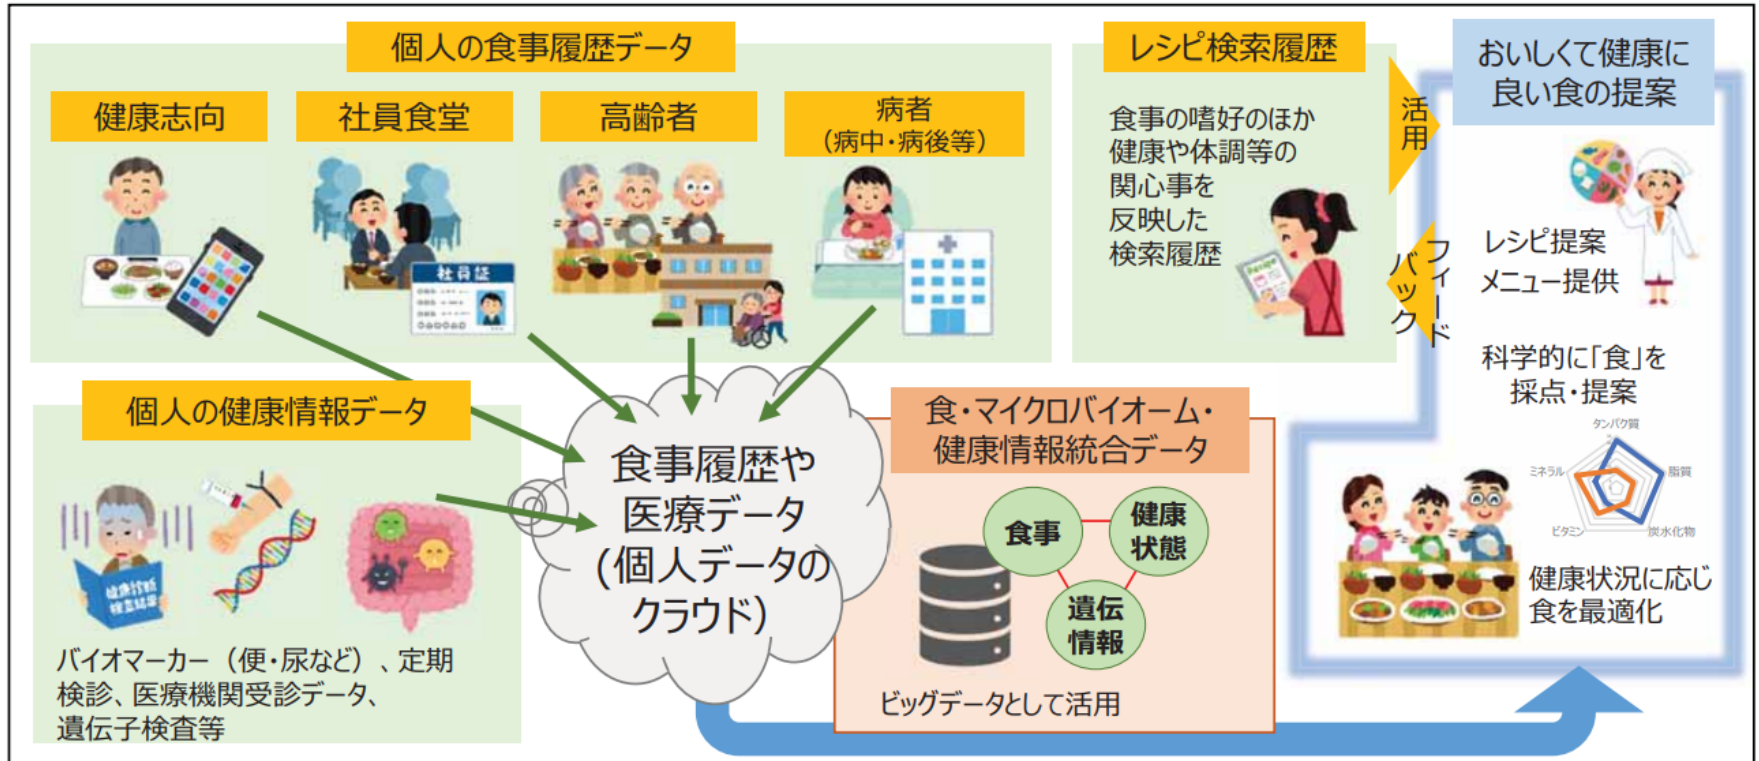 個人の食事履歴データ
健康志向
社員食堂
高齢者
病者
（病中・病後等）
社員証
レシピ検索履歴
食事の嗜好のほか
健康や体調等の
関心事を
反映した
検索履歴
活用
フィード
バック
おいしくて健康に
良い食の提案
レシピ提案
メニュー提供
科学的に「食」を
採点・提案
タンパク質
脂質
炭水化物
ビタミン
ミネラル
健康状況に応じ
食を最適化
個人の健康情報データ
健康診断
検査結果
バイオマーカー（便・尿など）、定期
検診、医療機関受診データ、
遺伝子検査等
食事履歴や
医療データ
(個人データの
クラウド)
食・マイクロバイオーム・
健康情報統合データ
食事
健康
状態
遺伝
情報
ビッグデータとして活用